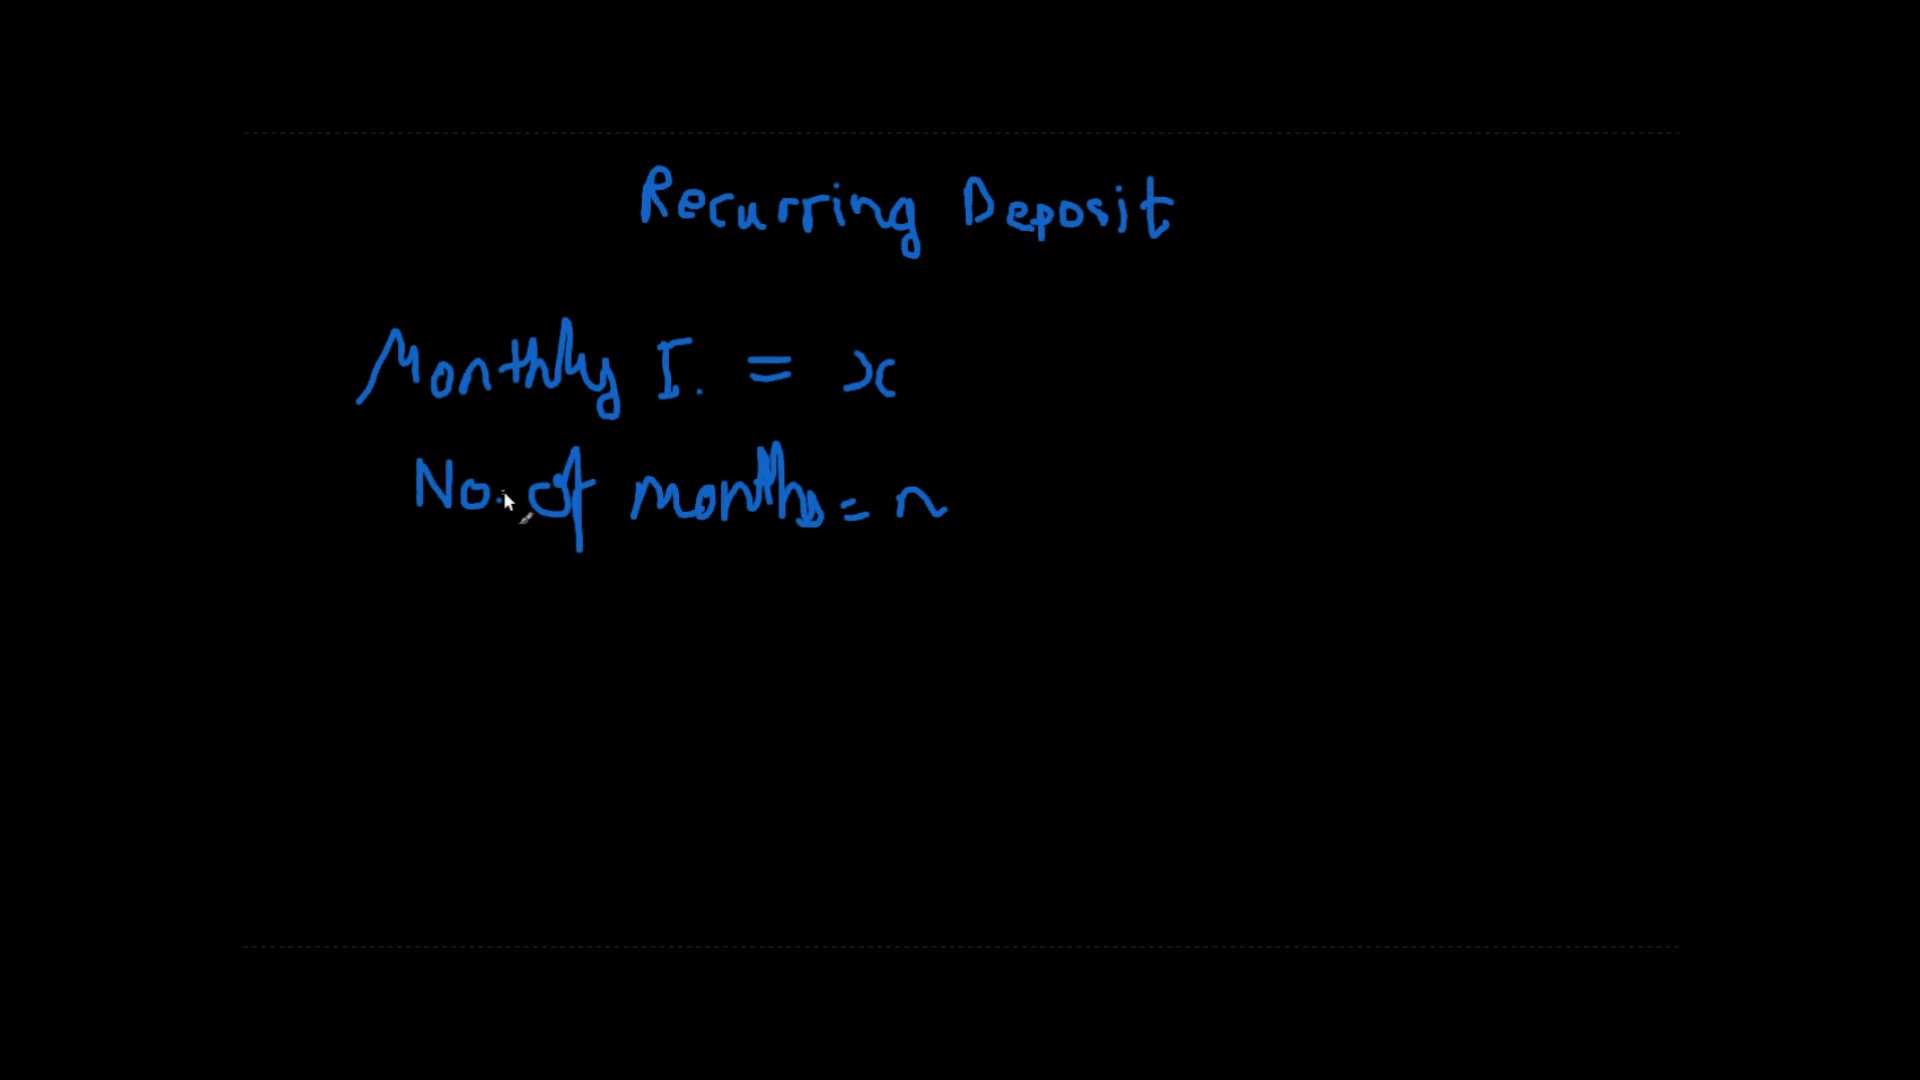 Recurring Deposit
Monthly I. = x
No. of months = n